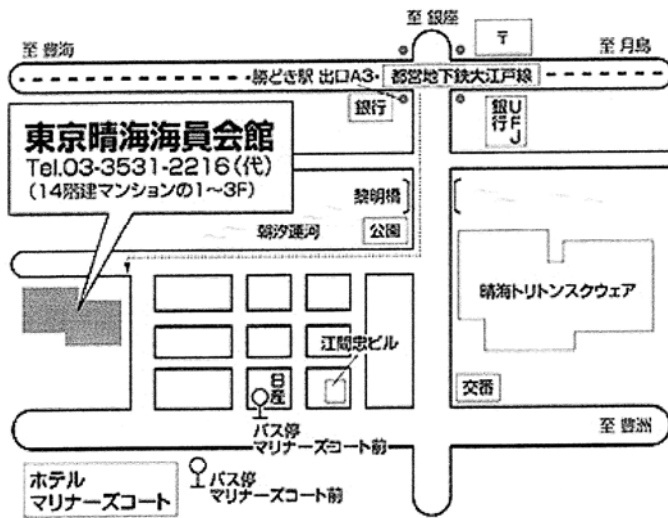 至 銀座
至 豊海
〒
至 月島
勝どき駅 出口A3
都営地下鉄大江戸線
銀行
UFJ
銀行
東京晴海海員会館
Tel.03-3531-2216(代)
(14階建マンションの1〜3F)
黎明橋
朝汐運河
公園
晴海トリトンスクウェア
江間忠ビル
日産
交番
バス停
マリナーズコート前
至 豊洲
ホテル
マリナーズコート
バス停
マリナーズコート前